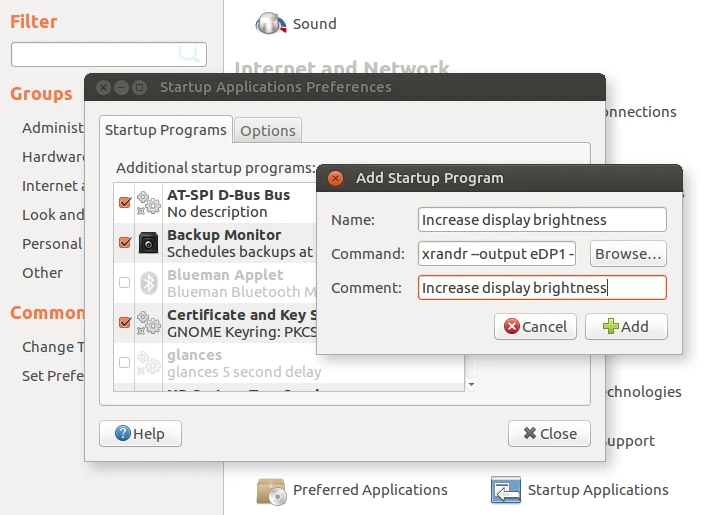 Filter
Sound
Internet and Network
Groups
Startup Applications Preferences
Administ
Startup Programs
Options
Hardwar
Additional startup programs:
Internet a
Look and
Personal
Other
AT-SPI D-Bus Bus
No description
Backup Monitor
Schedules backups at
Blueman Applet
Blueman Bluetooth M
Certificate and Key S
GNOME Keyring: PKCS
glances
glances 5 second delay
Add Startup Program
Name:
Increase display brightness
Command:
xrandr --output eDP1 -
Browse...
Comment:
Increase display brightness
Cancel
Add
Common
Change T
Set Prefe
onnections
echnologies
upport
Help
Close
Preferred Applications
Startup Applications